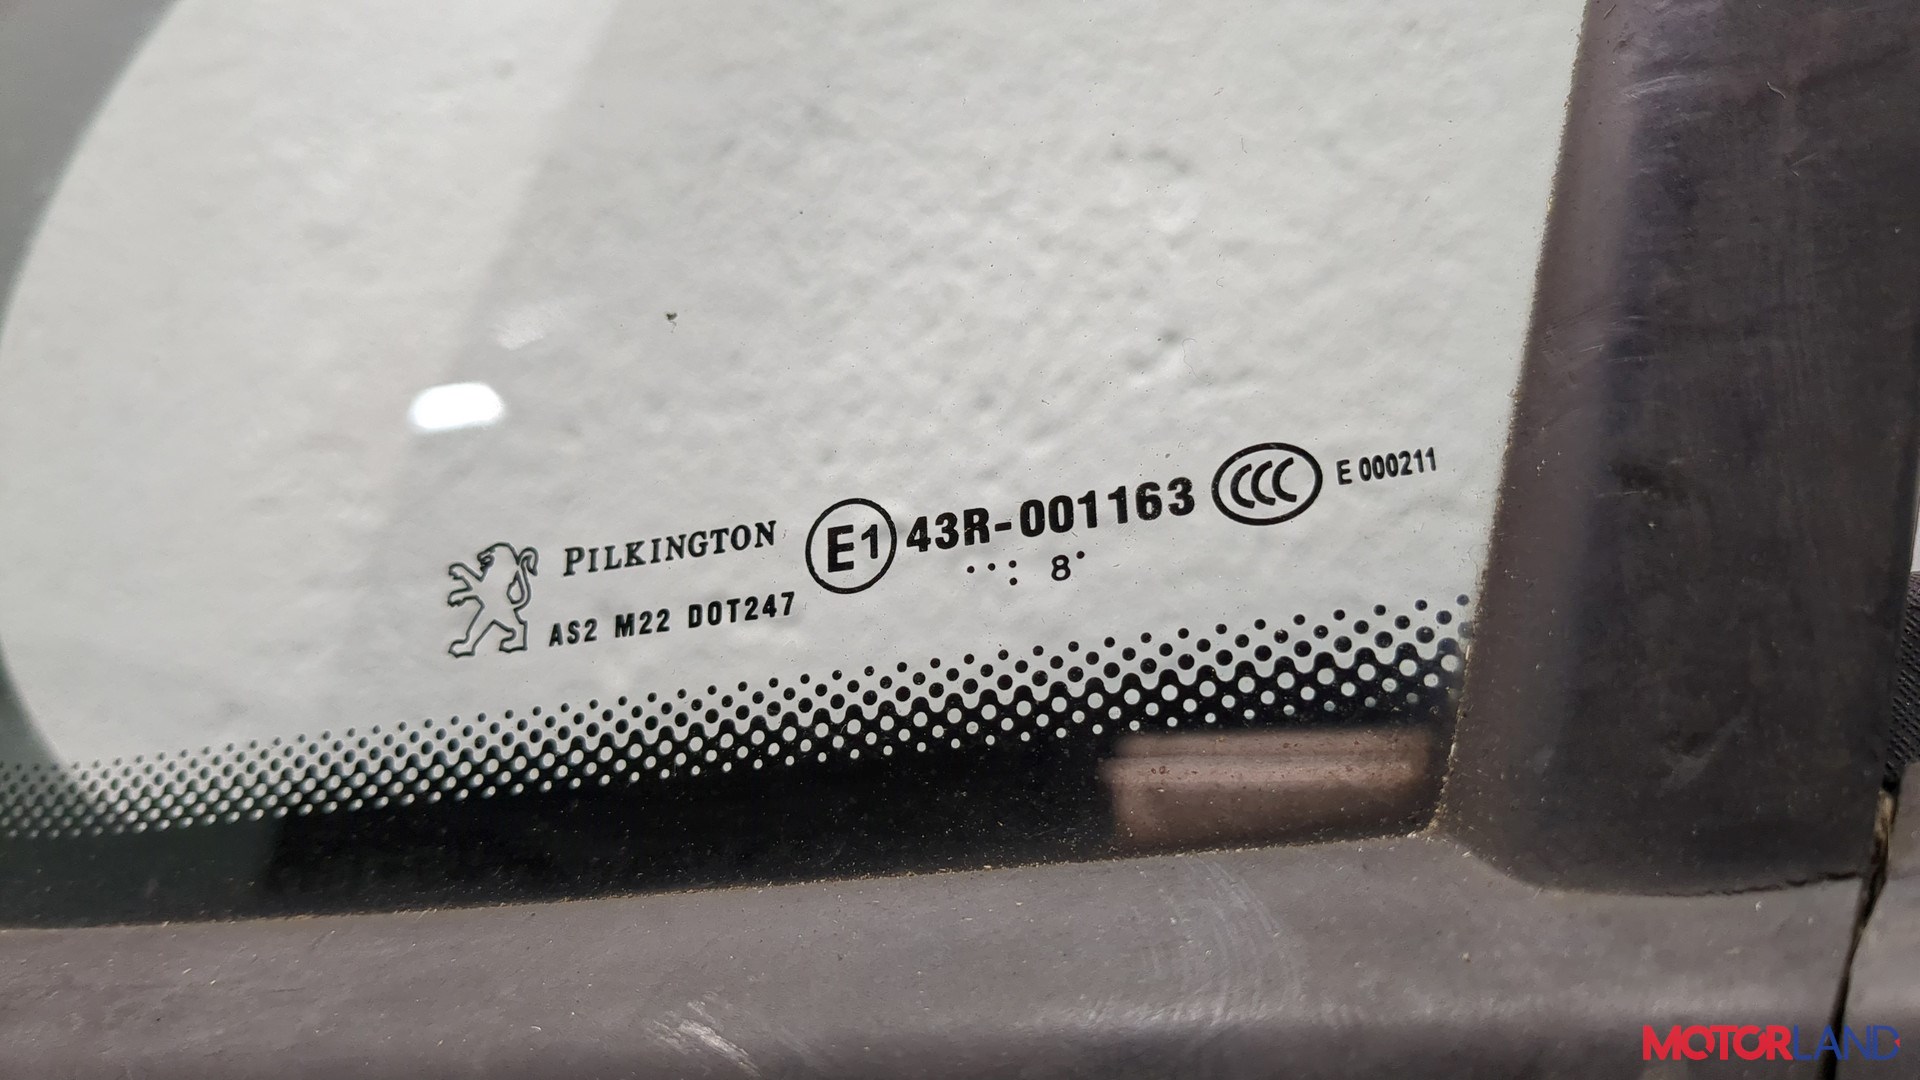 PILKINGTON
AS2 M22 DOT247
E1 43R-001163 CCC E 000211
..: 8.
MOTORLAND